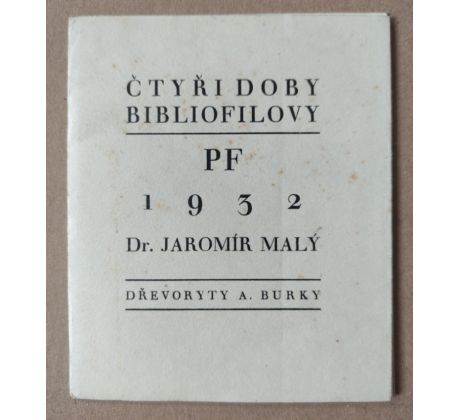 ČTYŘI DOBY
BIBLIOFILOVY
PF
1932
Dr. JAROMÍR MALÝ
DŘEVORYTY A. BURKY